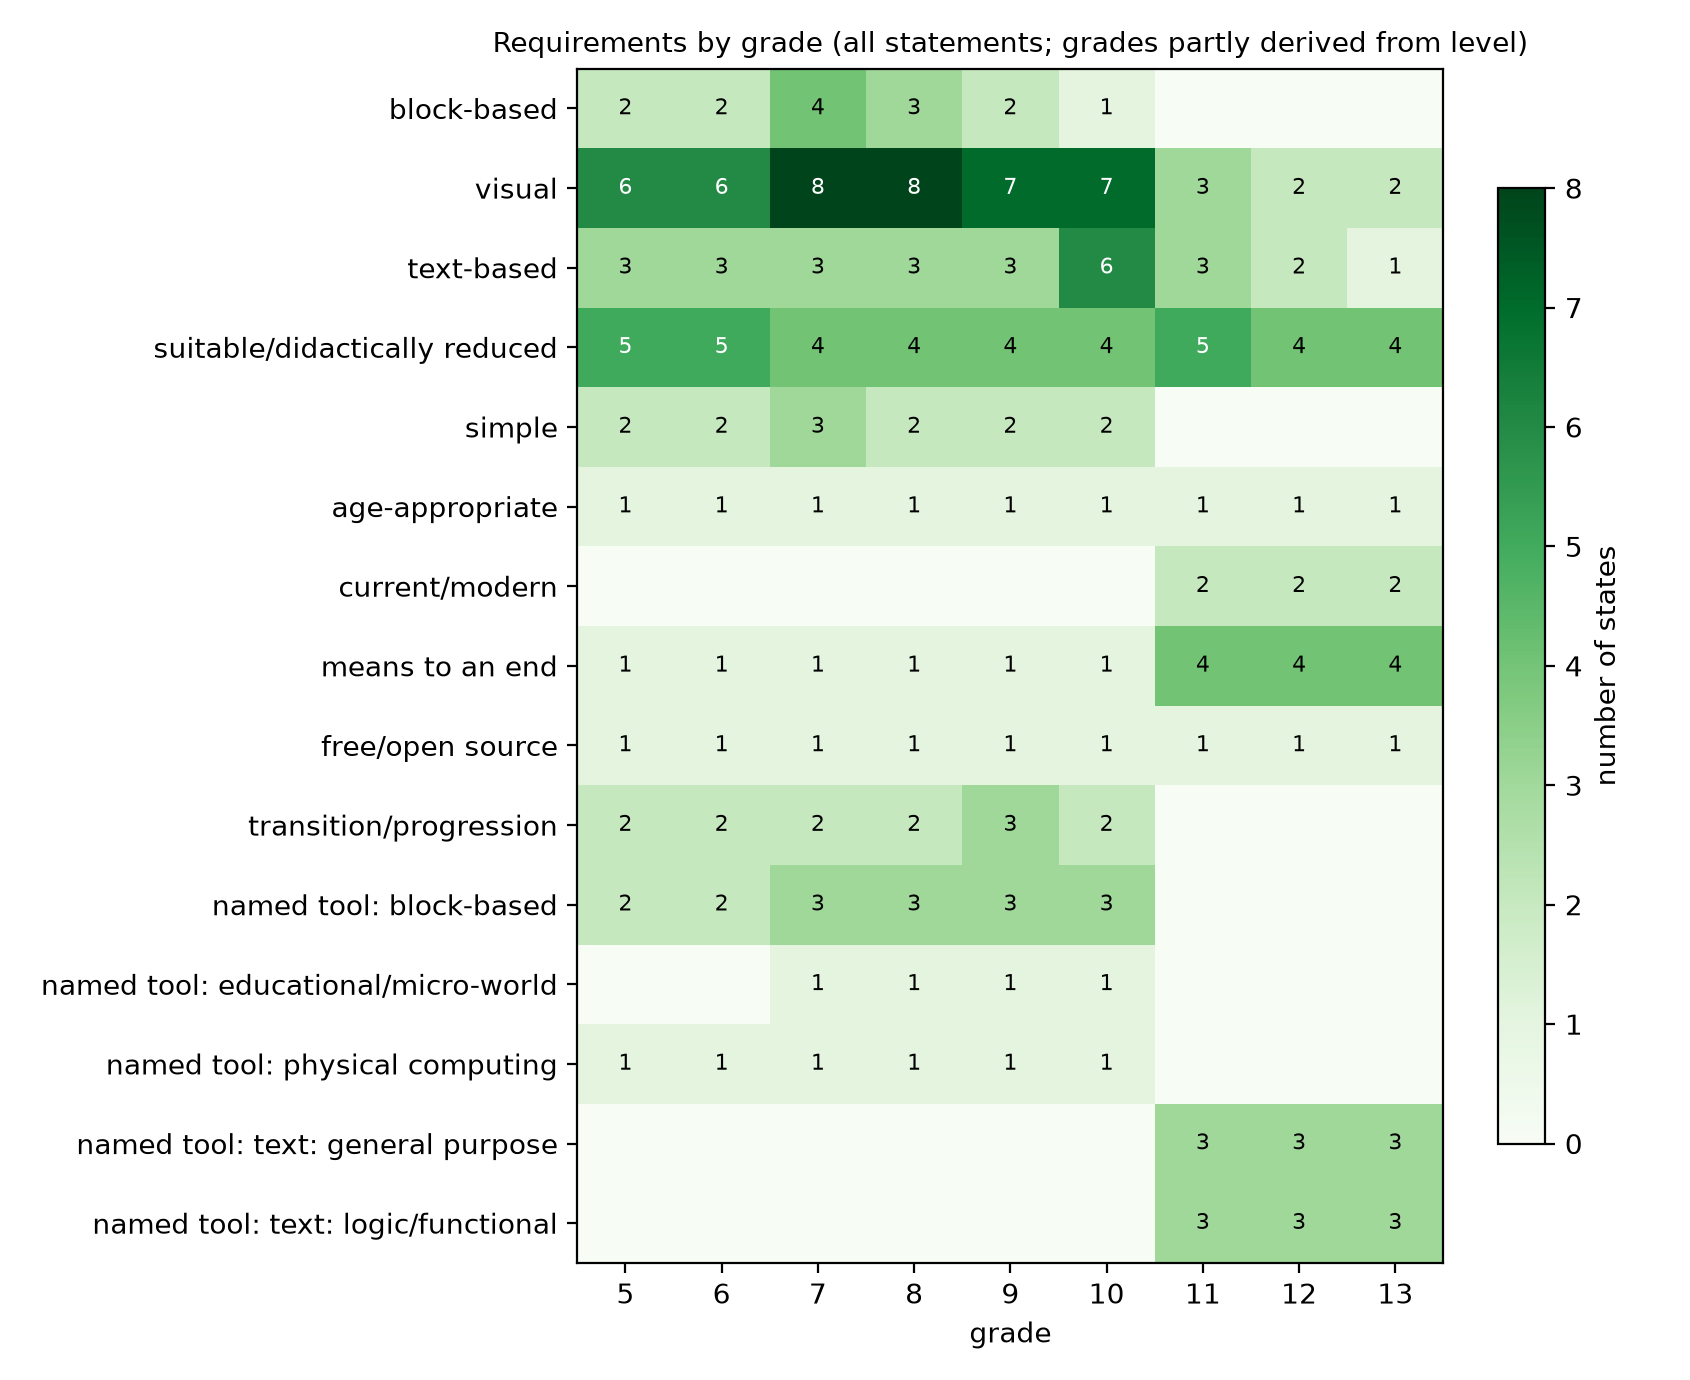 Requirements by grade (all statements; grades partly derived from level)
block-based 2 2 4 3 2 1
visual 6 6 8 8 7 7 3 2 2
text-based 3 3 3 3 3 6 3 2 1
suitable/didactically reduced 5 5 4 4 4 4 5 4 4
simple 2 2 3 2 2 2
age-appropriate 1 1 1 1 1 1 1 1 1
current/modern 2 2 2
means to an end 1 1 1 1 1 1 4 4 4
free/open source 1 1 1 1 1 1 1 1 1
transition/progression 2 2 2 2 3 2
named tool: block-based 2 2 3 3 3 3
named tool: educational/micro-world 1 1 1 1
named tool: physical computing 1 1 1 1 1 1
named tool: text: general purpose 3 3 3
named tool: text: logic/functional 3 3 3
5 6 7 8 9 10 11 12 13
grade
8
7
6
5
4
3
2
1
0
number of states